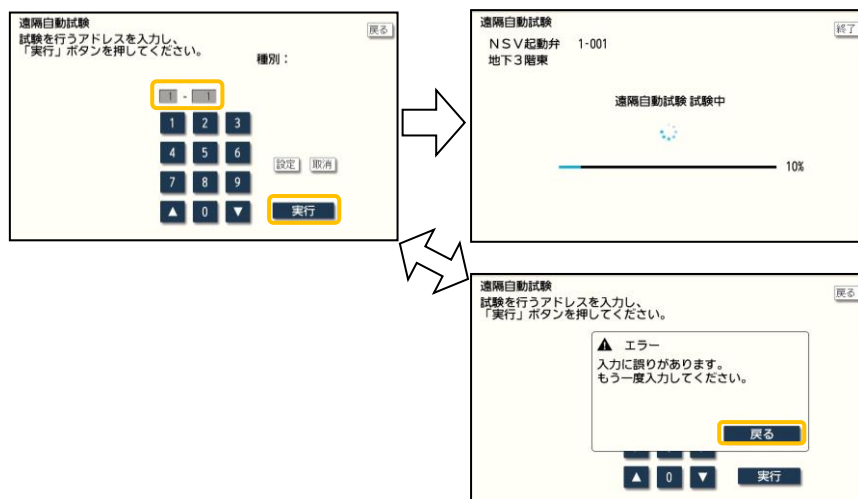 遠隔自動試験
試験を行うアドレスを入力し、
「実行」ボタンを押してください。
戻る
種別：
1 - 1
1 2 3
4 5 6
設定 取消
7 8 9
▲ 0 ▼ 実行
遠隔自動試験
終了
NSV起動弁 1-001
地下3階東
遠隔自動試験 試験中
10%
遠隔自動試験
試験を行うアドレスを入力し、
「実行」ボタンを押してください。
戻る
エラー
入力に誤りがあります。
もう一度入力してください。
戻る
▲ 0 ▼ 実行